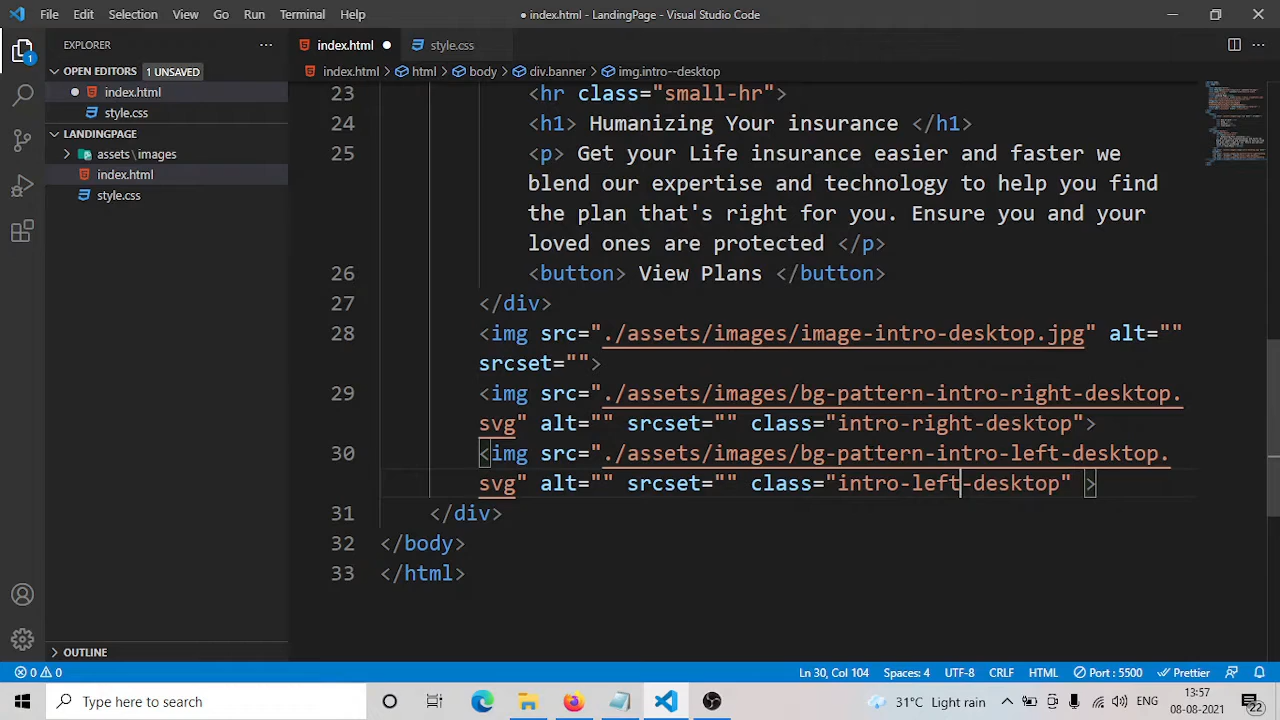 File Edit Selection View Go Run Terminal Help
● index.html - LandingPage - Visual Studo Code
EXPLORER
index.html
style.css
OPEN EDITORS 1 UNSAVED
index.html > html > body > div.banner > img.intro--desktop
index.html
style.css
LANDINGPAGE
assets\images
index.html
style.css
23 <hr class="small-hr">
24 <h1> Humanizing Your insurance </h1>
25 <p> Get your Life insurance easier and faster we
blend our expertise and technology to help you find
the plan that's right for you. Ensure you and your
loved ones are protected </p>
26 <button> View Plans </button>
27 </div>
28 <img src="./assets/images/image-intro-desktop.jpg" alt=""
srcset="">
29 <img src="./assets/images/bg-pattern-intro-right-desktop.
svg" alt="" srcset="" class="intro-right-desktop">
30 <img src="./assets/images/bg-pattern-intro-left-desktop.
svg" alt="" srcset="" class="intro-left-desktop" >
31 </div>
32 </body>
33 </html>
OUTLINE
0 0 Ln 30, Col 104 Spaces: 4 UTF-8 CRLF HTML Port : 5500 Prettier
Type here to search
31°C Light rain
13:57
08-08-2021
22
1